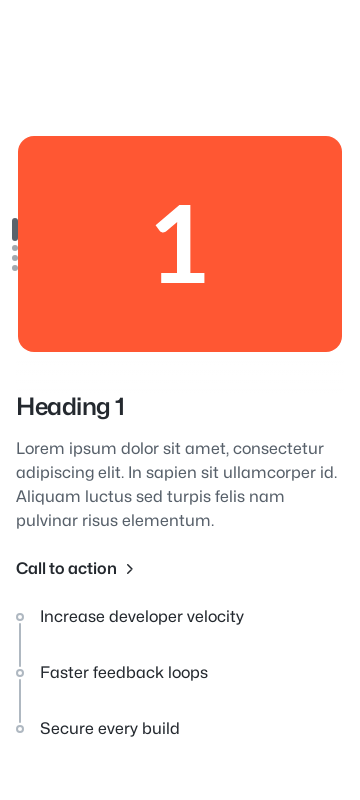 1
Heading 1
Lorem ipsum dolor sit amet, consectetur
adipiscing elit. In sapien sit ullamcorper id.
Aliquam luctus sed turpis felis nam
pulvinar risus elementum.
Call to action
Increase developer velocity
Faster feedback loops
Secure every build